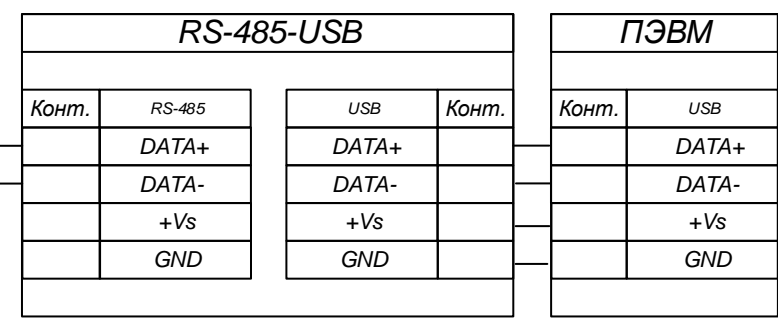 RS-485-USB ПЭВМ
Конт. RS-485 USB Конт. Конт. USB
DATA+ DATA+ DATA+
DATA- DATA- DATA-
+Vs +Vs +Vs
GND GND GND